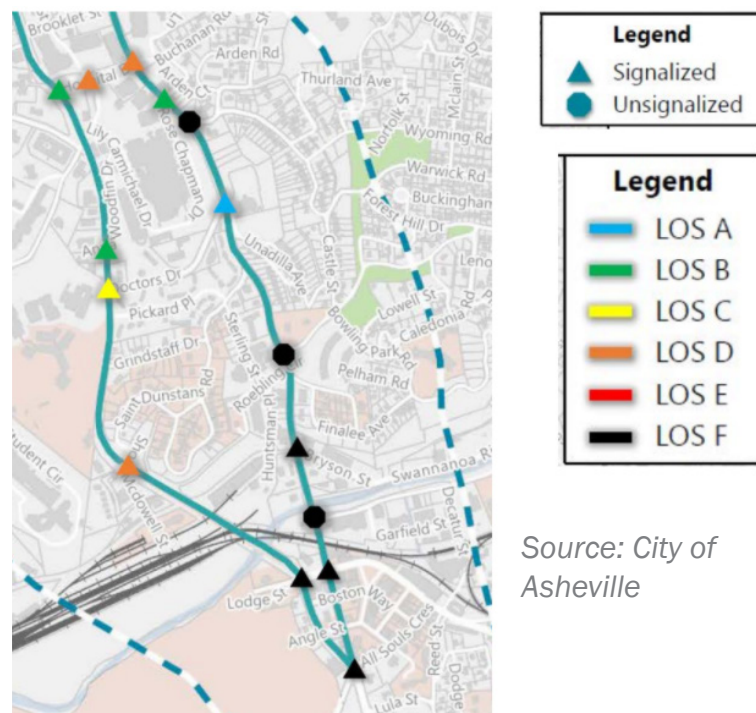 Brooklet St
Buchanan Rd
Arden Rd
Dubois Dr
Mclain St
Thurland Ave
Arden Ct
Norfolk St
Wyoming Rd
Rose Chapman Dr
Lily
Carmichael Dr
Woodfin Dr
Warwick Rd
Buckingham
Forest Hill Dr
Unadilla Ave
Castle St
Doctors Dr
Pickard Pl
Lowell St
Caledonia Rd
Sterling St
Bowling Park Rd
Grindstaff Dr
Saint Dunstans Rd
Pelham Rd
Huntsman Pl
Finalee Ave
Bryson St
Swannanoa R
McDowell St
Garfield St
Decatur St
Boston Way
Lodge St
Angle St
All Souls Cres
Reed St
Dodge
Lula St
Legend
Signalized
Unsignalized
Legend
LOS A
LOS B
LOS C
LOS D
LOS E
LOS F
Source: City of
Asheville